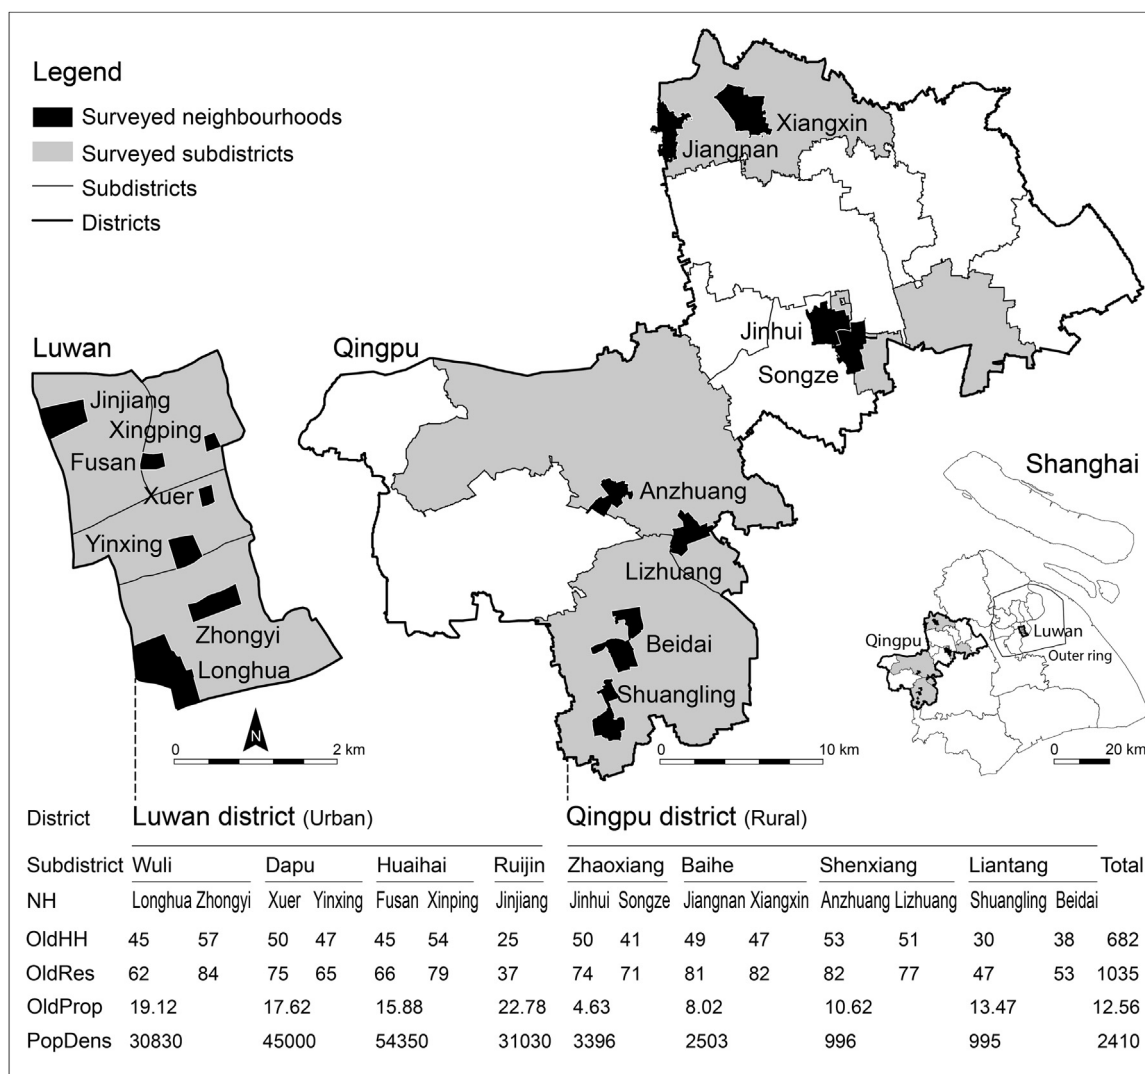 Legend
Surveyed neighbourhoods
Surveyed subdistricts
Subdistricts
Districts
Xiangxin
Jiangnan
Jinhui
Songze
Luwan
Qingpu
Jinjiang
Xingping
Fusan
Xuer
Yinxing
Zhongyi
Longhua
Anzhuang
Lizhuang
Beidai
Shuangling
Shanghai
Qingpu
Luwan
Outer ring
N
0 2 km
0 10 km
0 20 km
District Luwan district (Urban) Qingpu district (Rural)
Subdistrict Wuli Dapu Huaihai Ruijin Zhaoxiang Baihe Shenxiang Liantang Total
NH Longhua Zhongyi Xuer Yinxing Fusan Xinping Jinjiang Jinhui Songze Jiangnan Xiangxin Anzhuang Lizhuang Shuangling Beidai
OldHH 45 57 50 47 45 54 25 50 41 49 47 53 51 30 38 682
OldRes 62 84 75 65 66 79 37 74 71 81 82 82 77 47 53 1035
OldProp 19.12 17.62 15.88 22.78 4.63 8.02 10.62 13.47 12.56
PopDens 30830 45000 54350 31030 3396 2503 996 995 2410